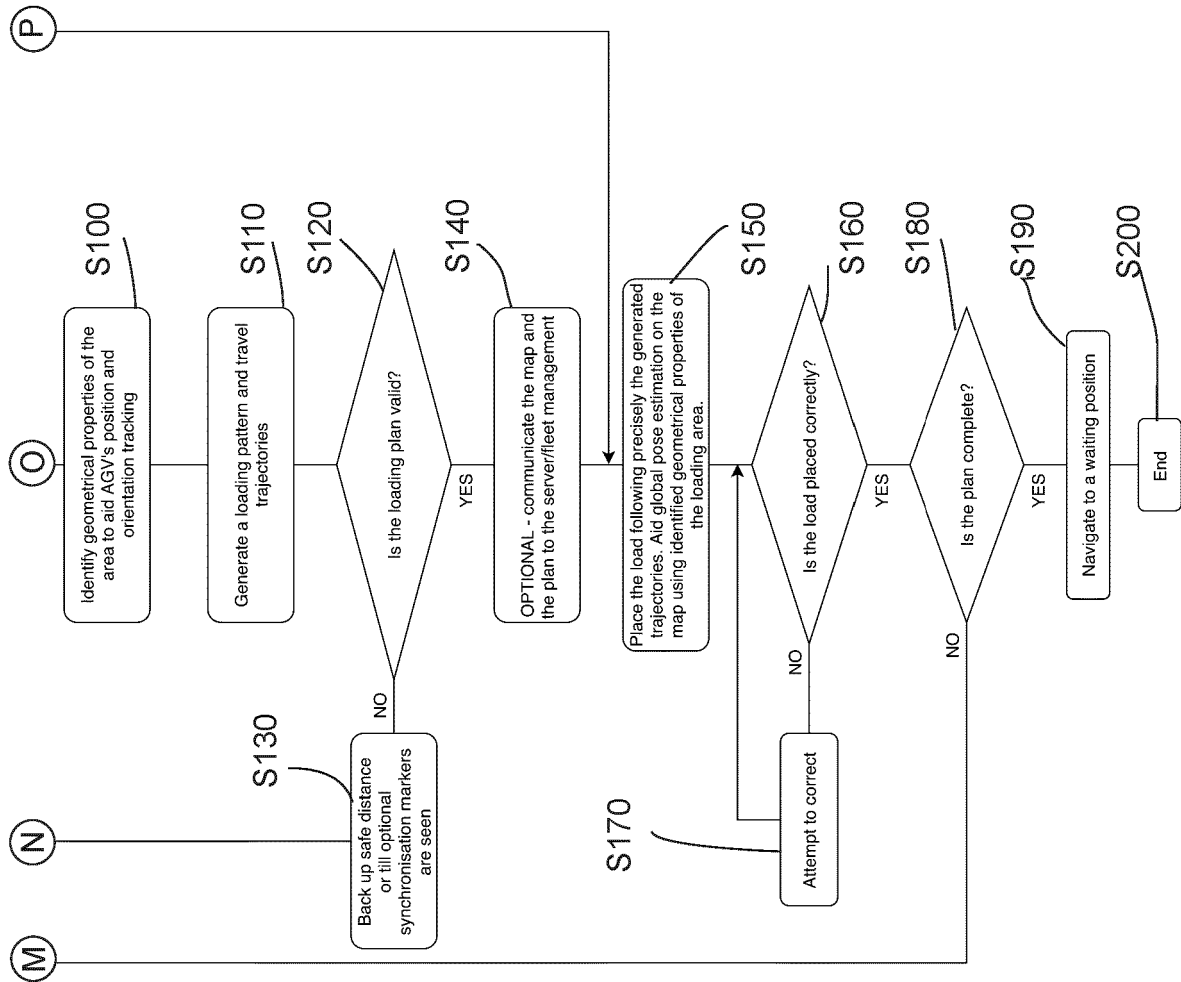 M
N
O
P
Identify geometrical properties of the
area to aid AGV's position and
orientation tracking
S100
Generate a loading pattern and travel
trajectories
S110
Is the loading plan valid?
S120
NO
YES
Back up safe distance
or till optional
synchronisation markers
are seen
S130
OPTIONAL - communicate the map and
the plan to the server/fleet management
S140
Place the load following precisely the generated
trajectories. Aid global pose estimation on the
map using identified geometrical properties of
the loading area.
S150
Is the load placed correctly?
S160
NO
YES
Attempt to correct
S170
Is the plan complete?
S180
NO
YES
Navigate to a waiting position
S190
End
S200